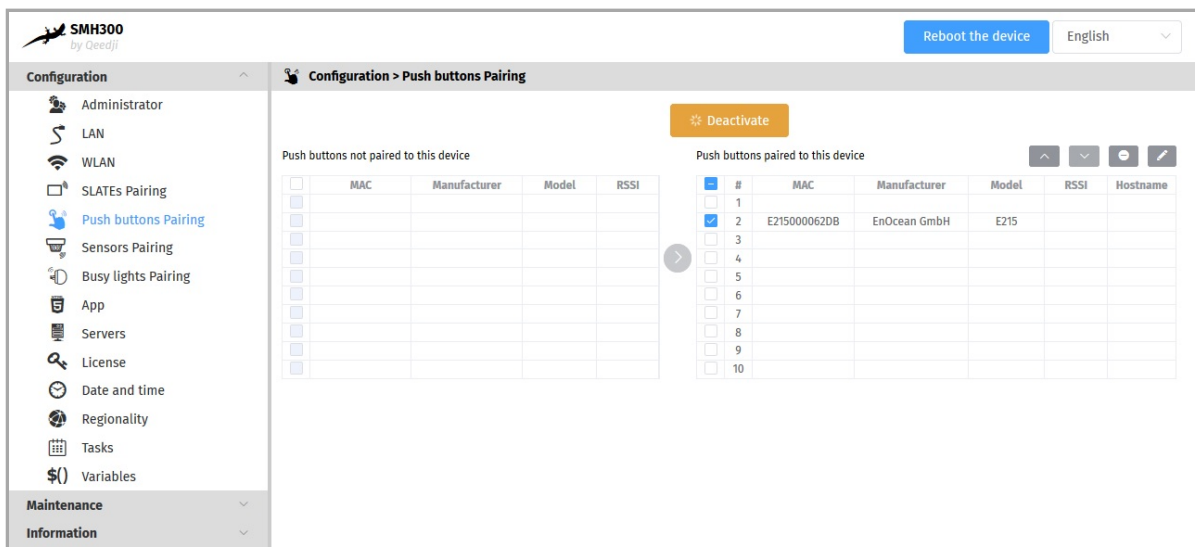 SMH300
by Qeedji
Reboot the device
English
Configuration
Administrator
LAN
WLAN
SLATEs Pairing
Push buttons Pairing
Sensors Pairing
Busy lights Pairing
App
Servers
License
Date and time
Regionality
Tasks
$() Variables
Maintenance
Information
Configuration > Push buttons Pairing
Deactivate
Push buttons not paired to this device
MAC Manufacturer Model RSSI
Push buttons paired to this device
# MAC Manufacturer Model RSSI Hostname
1
2 E215000062DB EnOcean GmbH E215
3
4
5
6
7
8
9
10